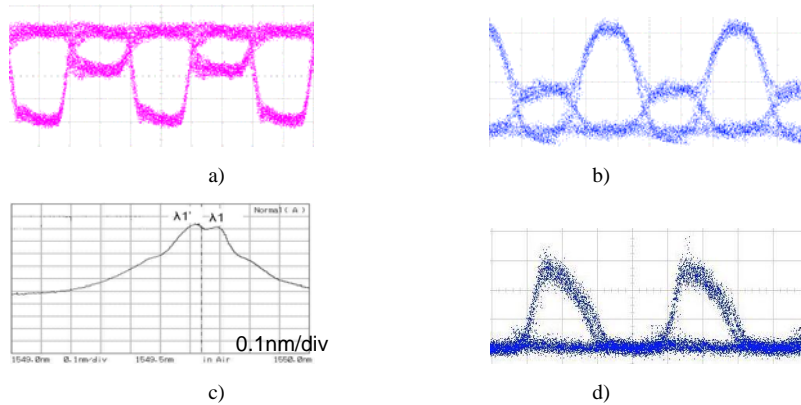 a)
b)
λ1' λ1
Normal ( A )
0.1nm/div
1549.0nm 0.1nm/div 1549.5nm in Air 1550.0nm
c)
d)